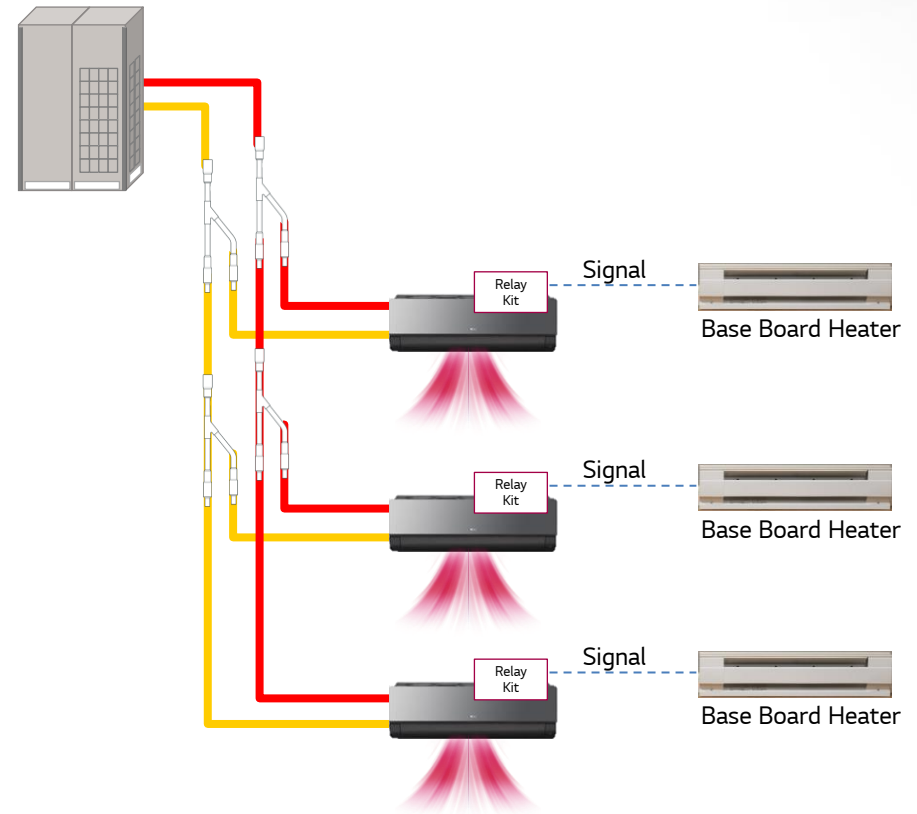 Relay
Kit
Signal
Base Board Heater
Relay
Kit
Signal
Base Board Heater
Relay
Kit
Signal
Base Board Heater